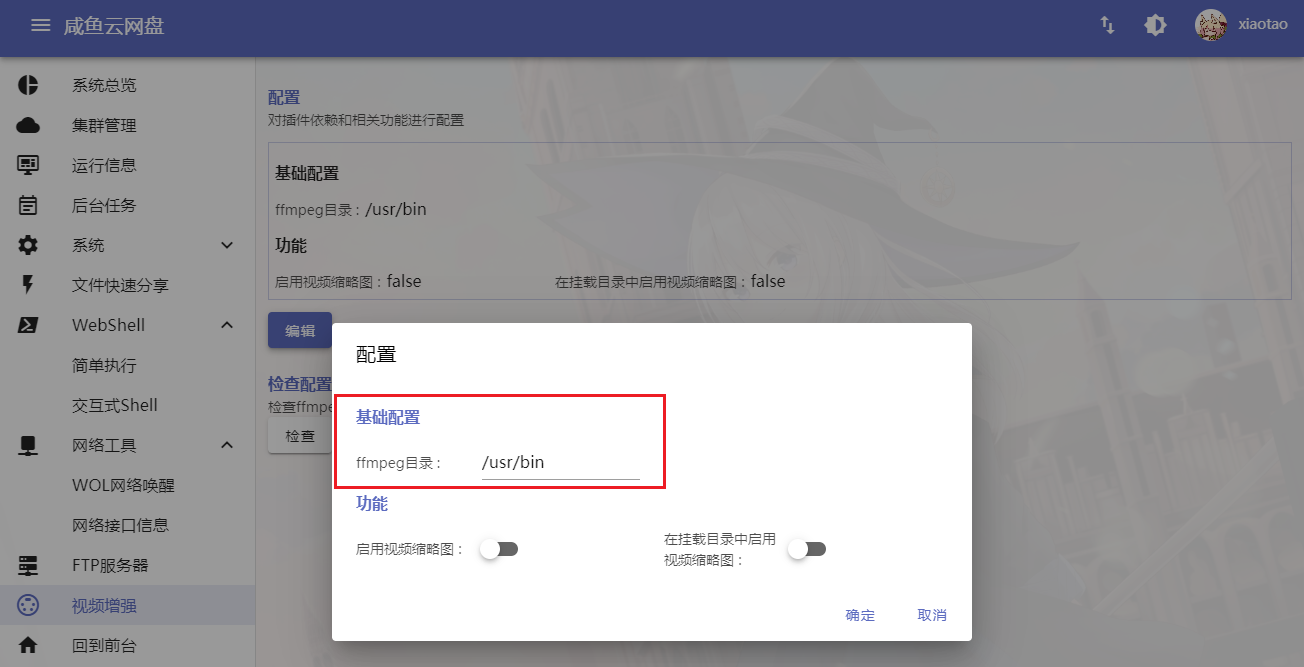 咸鱼云网盘
xiaotao
系统总览
集群管理
运行信息
后台任务
系统
文件快速分享
WebShell
简单执行
交互式Shell
网络工具
WOL网络唤醒
网络接口信息
FTP服务器
视频增强
回到前台
配置
对插件依赖和相关功能进行配置
基础配置
ffmpeg目录 : /usr/bin
功能
启用视频缩略图 : false 在挂载目录中启用视频缩略图 : false
编辑
检查配置
检查ffmpe
检查
配置
基础配置
ffmpeg目录 : /usr/bin
功能
启用视频缩略图 : 在挂载目录中启用
视频缩略图 :
确定 取消